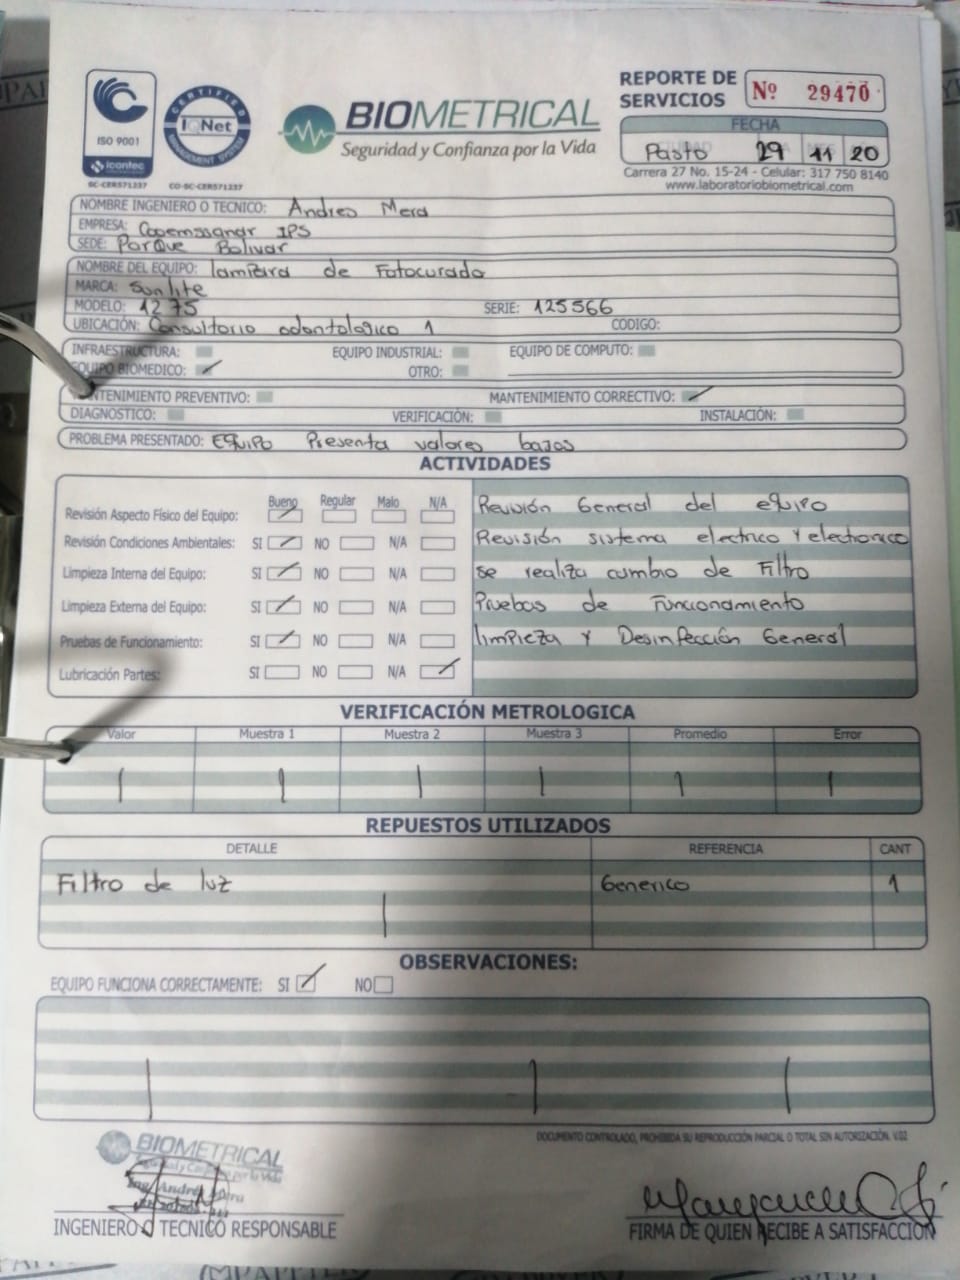 ISO 9001
icontec
SC-CER571237
CERTIFIED
IQNet
MANAGEMENT SYSTEM
CO-SC-CER571237
BIOMETRICAL
Seguridad y Confianza por la Vida
REPORTE DE SERVICIOS
Nº 29470
FECHA
Pasto 29 11 20
Carrera 27 No. 15-24 - Celular: 317 750 8140
www.laboratoriobiometrical.com
NOMBRE INGENIERO O TECNICO: Andres Mera
EMPRESA: Coemssanar IPS
SEDE: Parque Bolivar
NOMBRE DEL EQUIPO: lampara de Fotocurado
MARCA: Sunlite
MODELO: 1275 SERIE: 125566
UBICACIÓN: Consultorio odontologico 1 CODIGO:
INFRAESTRUCTURA: EQUIPO INDUSTRIAL: EQUIPO DE COMPUTO:
EQUIPO BIOMEDICO: OTRO:
MANTENIMIENTO PREVENTIVO: MANTENIMIENTO CORRECTIVO:
DIAGNOSTICO: VERIFICACIÓN: INSTALACIÓN:
PROBLEMA PRESENTADO: Equipo Presenta valores bajos
ACTIVIDADES
Bueno Regular Malo N/A
Revisión Aspecto Físico del Equipo:
Revisión Condiciones Ambientales: SI NO N/A
Limpieza Interna del Equipo: SI NO N/A
Limpieza Externa del Equipo: SI NO N/A
Pruebas de Funcionamiento: SI NO N/A
Lubricación Partes: SI NO N/A
Revisión General del equipo
Revisión sistema electrico y electronico
se realiza cambio de Filtro
Pruebas de Funcionamiento
limpieza y Desinfección General
VERIFICACIÓN METROLOGICA
Valor Muestra 1 Muestra 2 Muestra 3 Promedio Error
REPUESTOS UTILIZADOS
DETALLE REFERENCIA CANT
Filtro de luz Generico 1
OBSERVACIONES:
EQUIPO FUNCIONA CORRECTAMENTE: SI NO
DOCUMENTO CONTROLADO, PROHIBIDA SU REPRODUCCIÓN PARCIAL O TOTAL SIN AUTORIZACIÓN. V.02
BIOMETRICAL
Seguridad y Confianza por la Vida
INGENIERO O TECNICO RESPONSABLE
FIRMA DE QUIEN RECIBE A SATISFACCIÓN